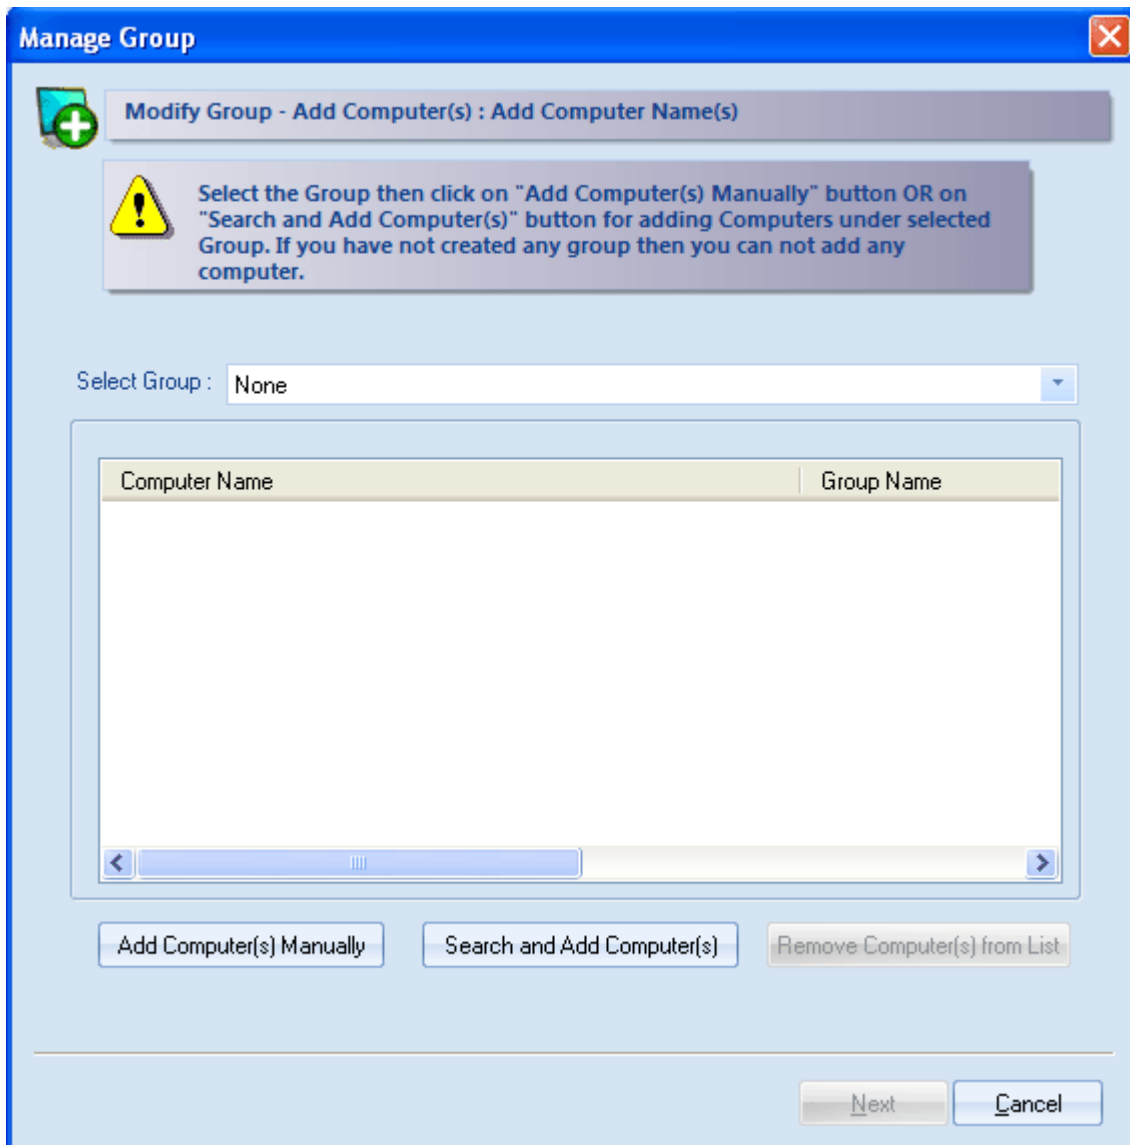 Manage Group
Modify Group - Add Computer(s) : Add Computer Name(s)
Select the Group then click on "Add Computer(s) Manually" button OR on
"Search and Add Computer(s)" button for adding Computers under selected
Group. If you have not created any group then you can not add any
computer.
Select Group : None
Computer Name Group Name
Add Computer(s) Manually Search and Add Computer(s) Remove Computer(s) from List
Next Cancel